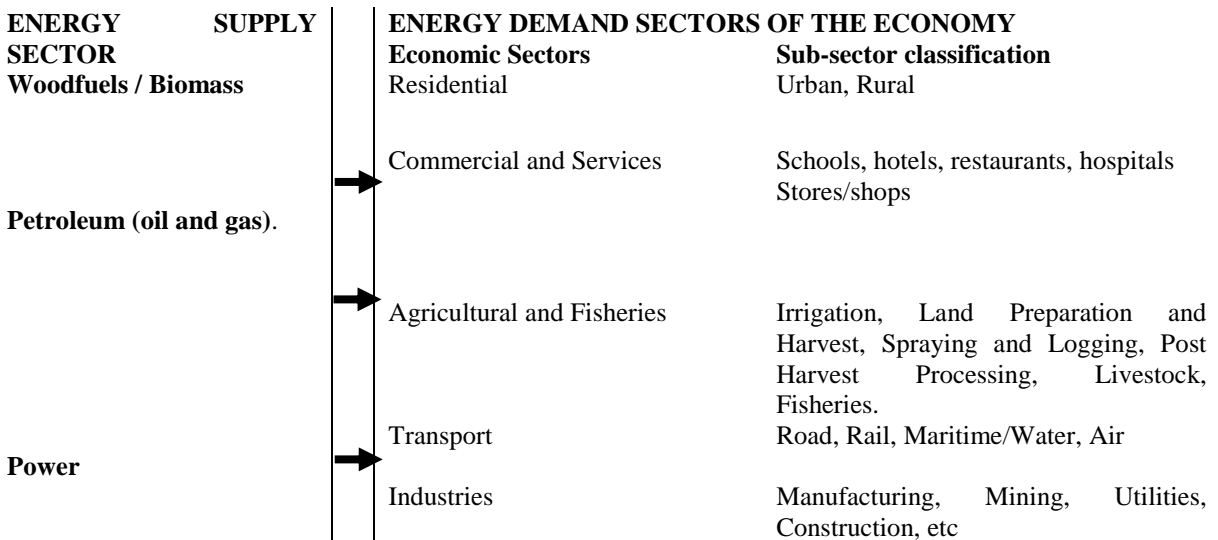 ENERGY SUPPLY SECTOR
ENERGY DEMAND SECTORS OF THE ECONOMY
Economic Sectors Sub-sector classification
Woodfuels / Biomass
Residential Urban, Rural
Commercial and Services Schools, hotels, restaurants, hospitals
Stores/shops
Petroleum (oil and gas).
Agricultural and Fisheries Irrigation, Land Preparation and
Harvest, Spraying and Logging, Post
Harvest Processing, Livestock,
Fisheries.
Transport Road, Rail, Maritime/Water, Air
Power
Industries Manufacturing, Mining, Utilities,
Construction, etc